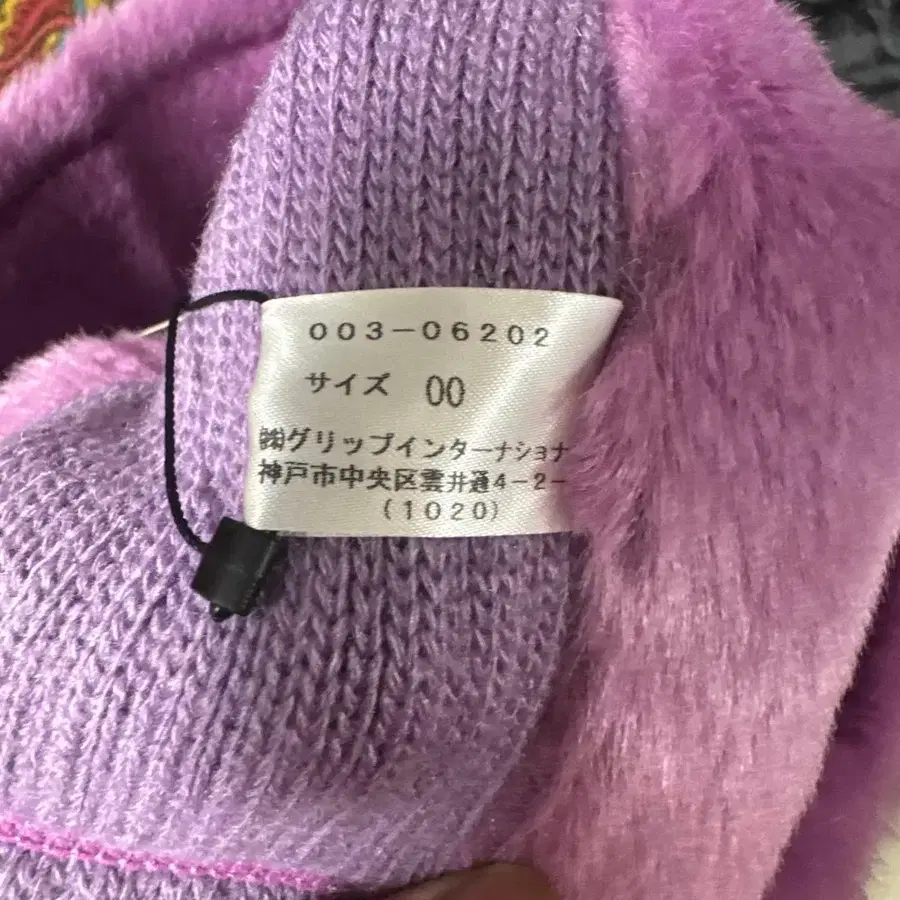 003-06202
サイズ 00
㈱グリップインターナショナ
神戸市中央区雲井通4-2-
(1020)